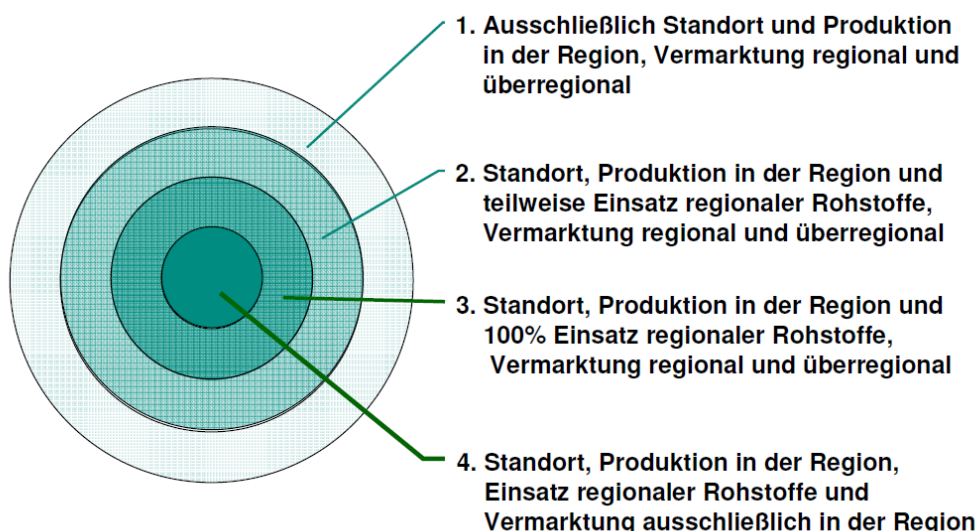 1. Ausschließlich Standort und Produktion
in der Region, Vermarktung regional und
überregional
2. Standort, Produktion in der Region und
teilweise Einsatz regionaler Rohstoffe,
Vermarktung regional und überregional
3. Standort, Produktion in der Region und
100% Einsatz regionaler Rohstoffe,
Vermarktung regional und überregional
4. Standort, Produktion in der Region,
Einsatz regionaler Rohstoffe und
Vermarktung ausschließlich in der Region